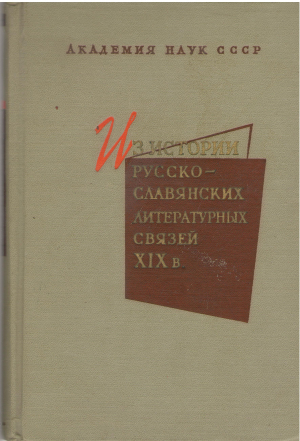 АКАДЕМИЯ НАУК СССР
ИЗ ИСТОРИИ
РУССКО-
СЛАВЯНСКИХ
ЛИТЕРАТУРНЫХ
СВЯЗЕЙ
XIX в.